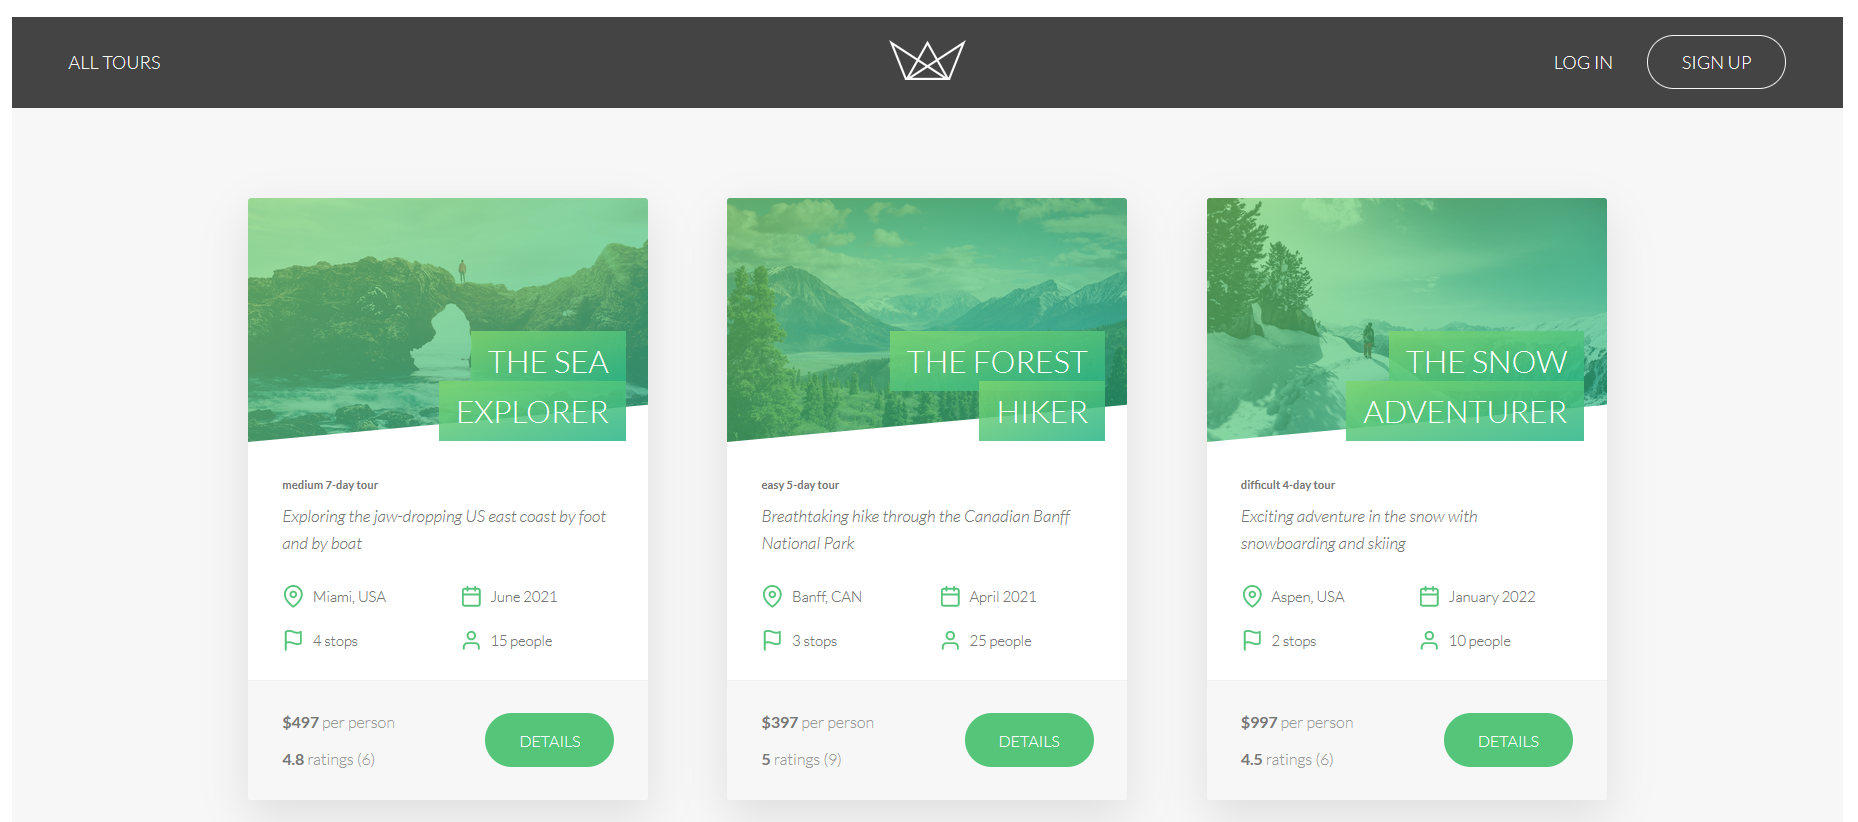 ALL TOURS
LOG IN
SIGN UP
THE SEA
EXPLORER
medium 7-day tour
Exploring the jaw-dropping US east coast by foot
and by boat
Miami, USA
June 2021
4 stops
15 people
$497 per person
4.8 ratings (6)
DETAILS
THE FOREST
HIKER
easy 5-day tour
Breathtaking hike through the Canadian Banff
National Park
Banff, CAN
April 2021
3 stops
25 people
$397 per person
5 ratings (9)
DETAILS
THE SNOW
ADVENTURER
difficult 4-day tour
Exciting adventure in the snow with
snowboarding and skiing
Aspen, USA
January 2022
2 stops
10 people
$997 per person
4.5 ratings (6)
DETAILS